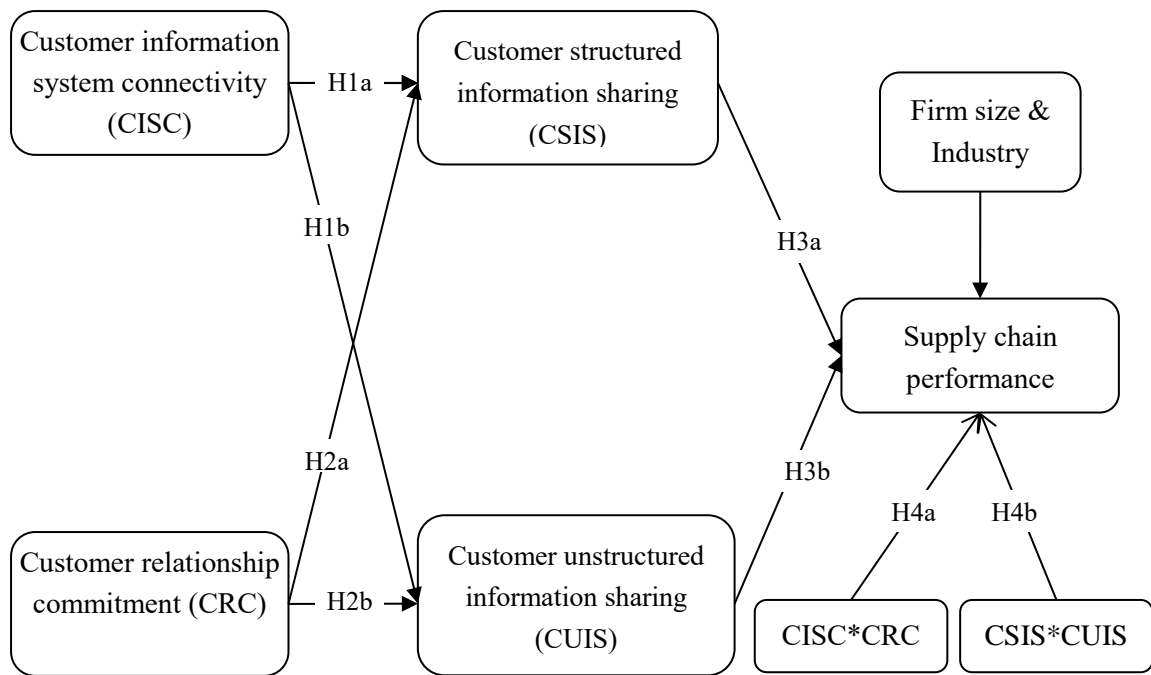 Customer information
system connectivity
(CISC)
H1a
Customer structured
information sharing
(CSIS)
Firm size &
Industry
H1b
H3a
Supply chain
performance
H2a
H3b
H4a
H4b
Customer relationship
commitment (CRC)
H2b
Customer unstructured
information sharing
(CUIS)
CISC*CRC
CSIS*CUIS